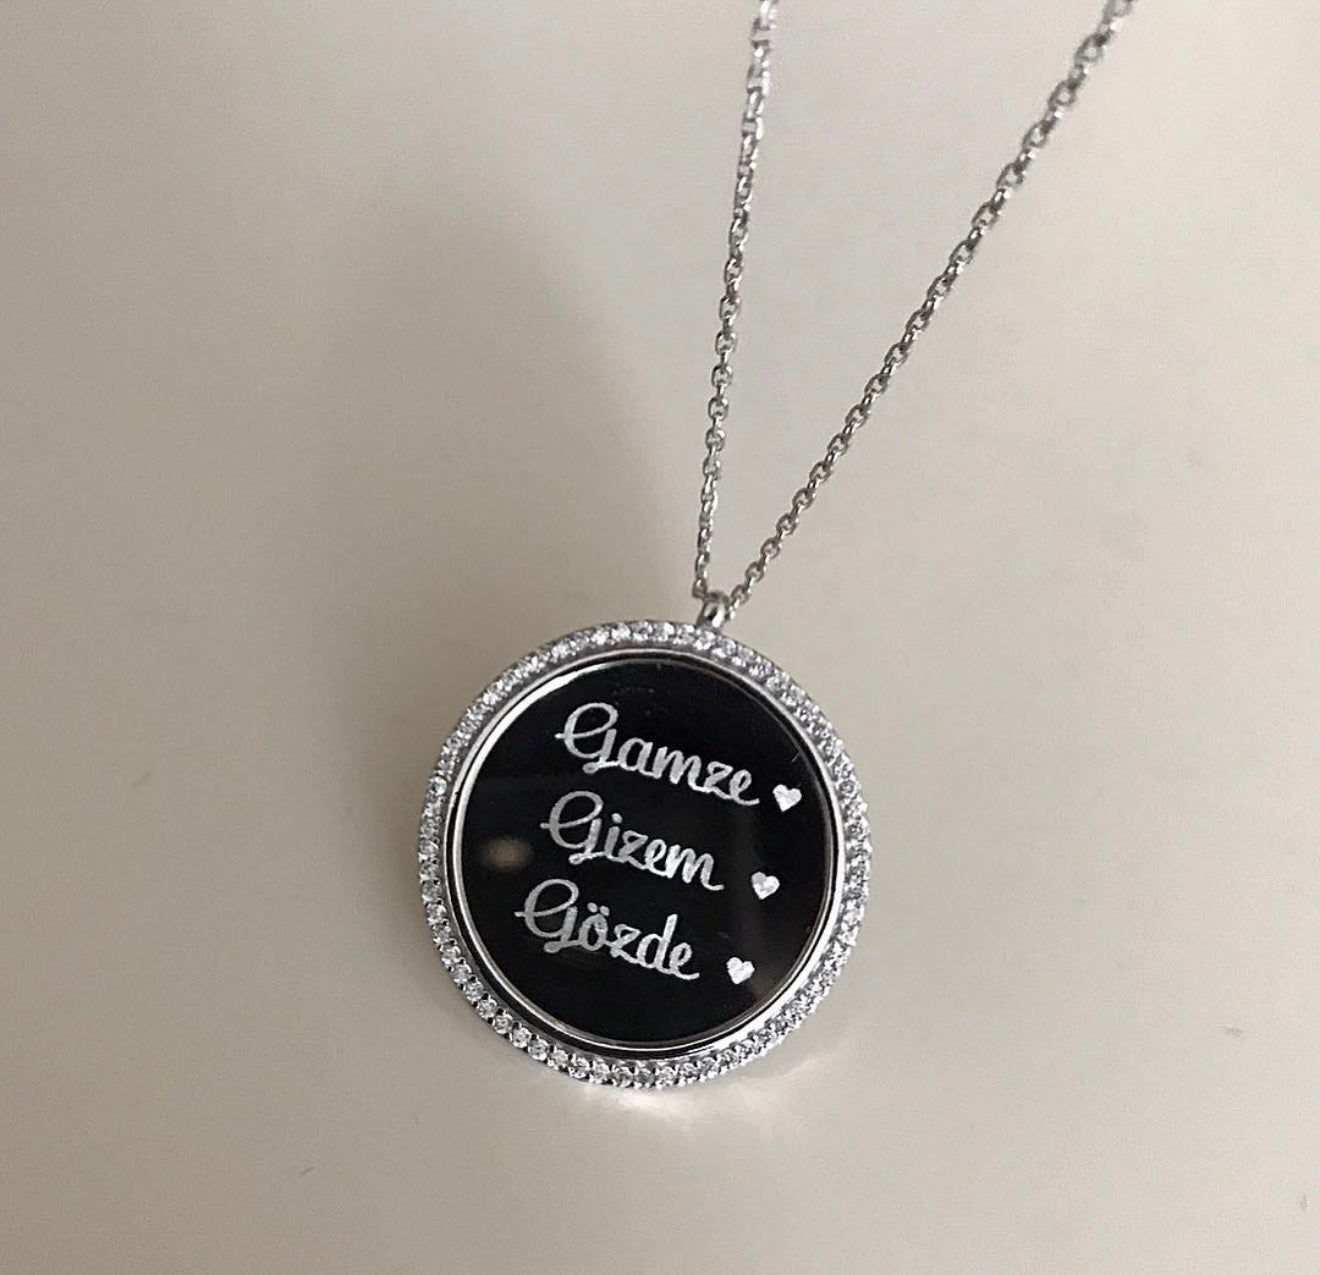 Gamze ♥
Gizem ♥
Gözde ♥